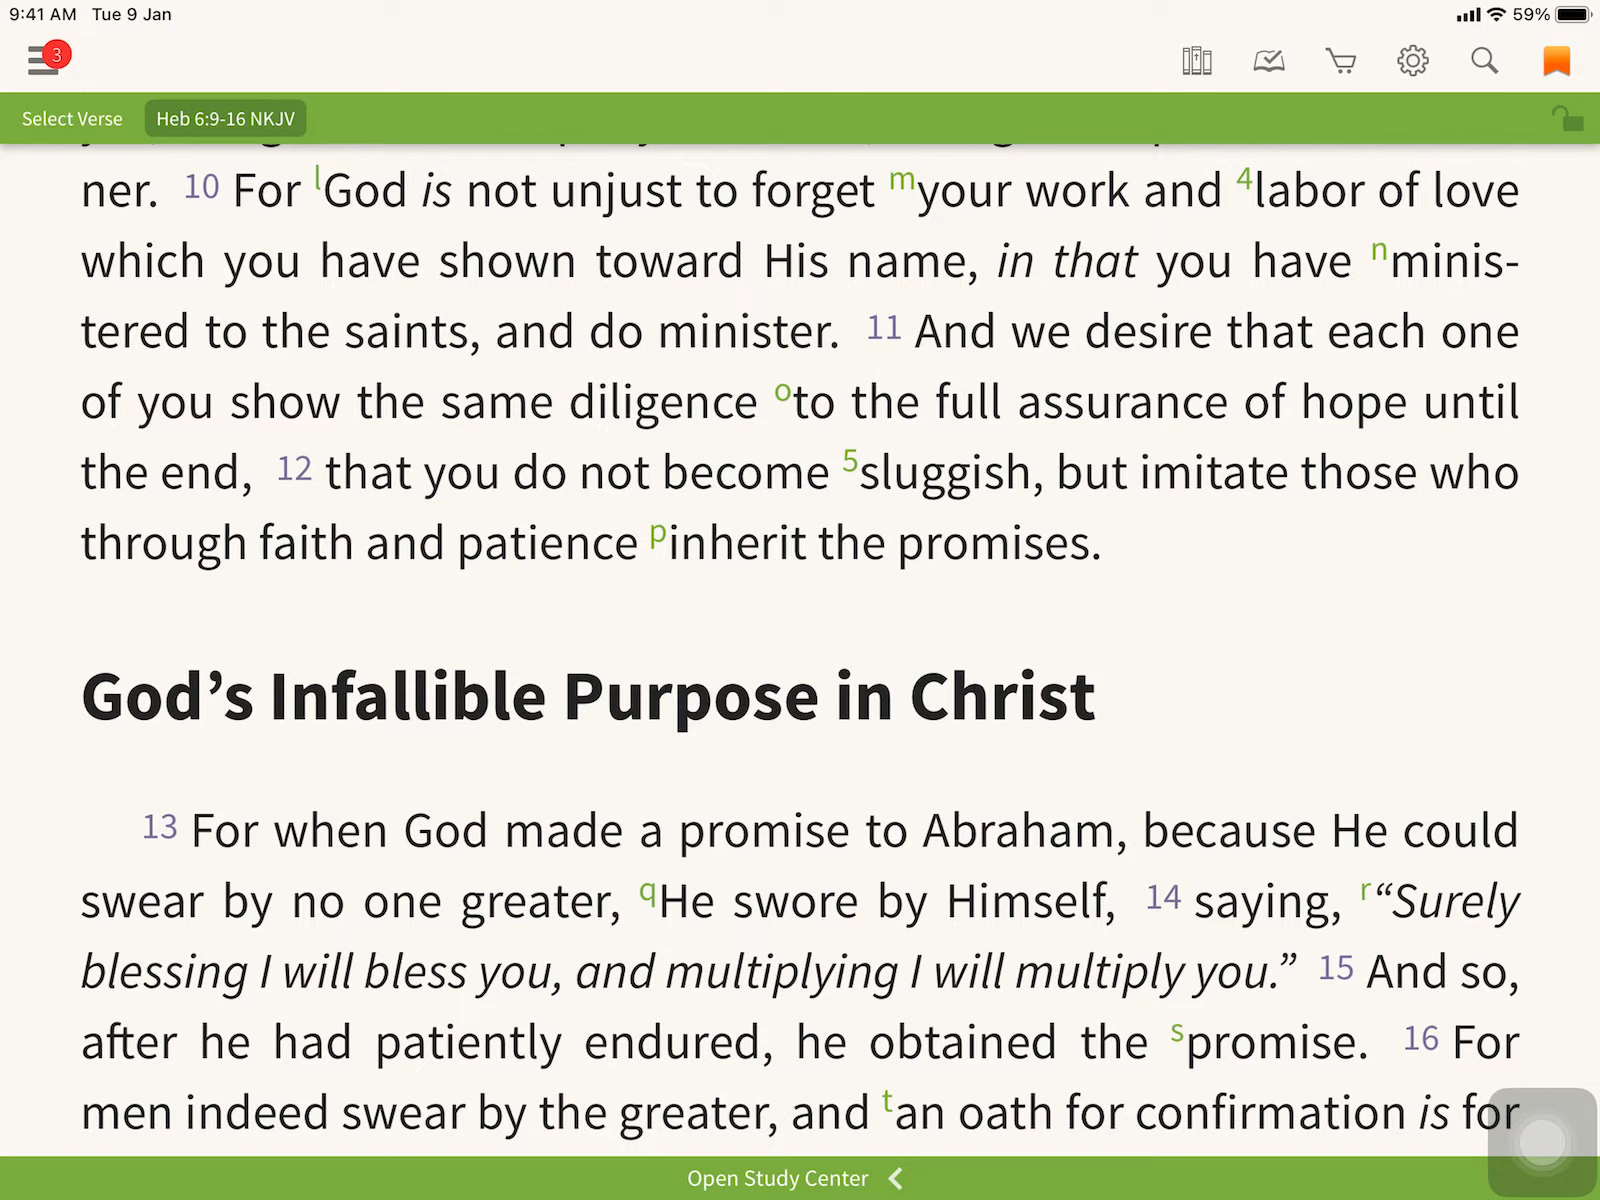 9:41 AM Tue 9 Jan 59%
3
Select Verse Heb 6:9-16 NKJV
ner. 10 For lGod is not unjust to forget myour work and 4labor of love
which you have shown toward His name, in that you have nminis-
tered to the saints, and do minister. 11 And we desire that each one
of you show the same diligence oto the full assurance of hope until
the end, 12 that you do not become 5sluggish, but imitate those who
through faith and patience pinherit the promises.
God’s Infallible Purpose in Christ
13 For when God made a promise to Abraham, because He could
swear by no one greater, qHe swore by Himself, 14 saying, r“Surely
blessing I will bless you, and multiplying I will multiply you.” 15 And so,
after he had patiently endured, he obtained the spromise. 16 For
men indeed swear by the greater, and tan oath for confirmation is for
Open Study Center